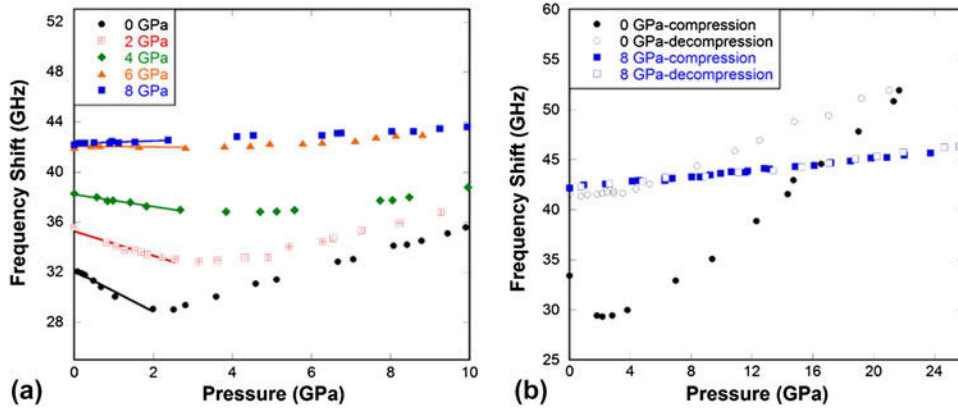 52
48
44
40
36
32
28
Frequency Shift (GHz)
0 GPa
2 GPa
4 GPa
6 GPa
8 GPa
0
2
4
6
8
10
Pressure (GPa)
(a)
60
55
50
45
40
35
30
25
Frequency Shift (GHz)
0 GPa-compression
0 GPa-decompression
8 GPa-compression
8 GPa-decompression
0
4
8
12
16
20
24
Pressure (GPa)
(b)